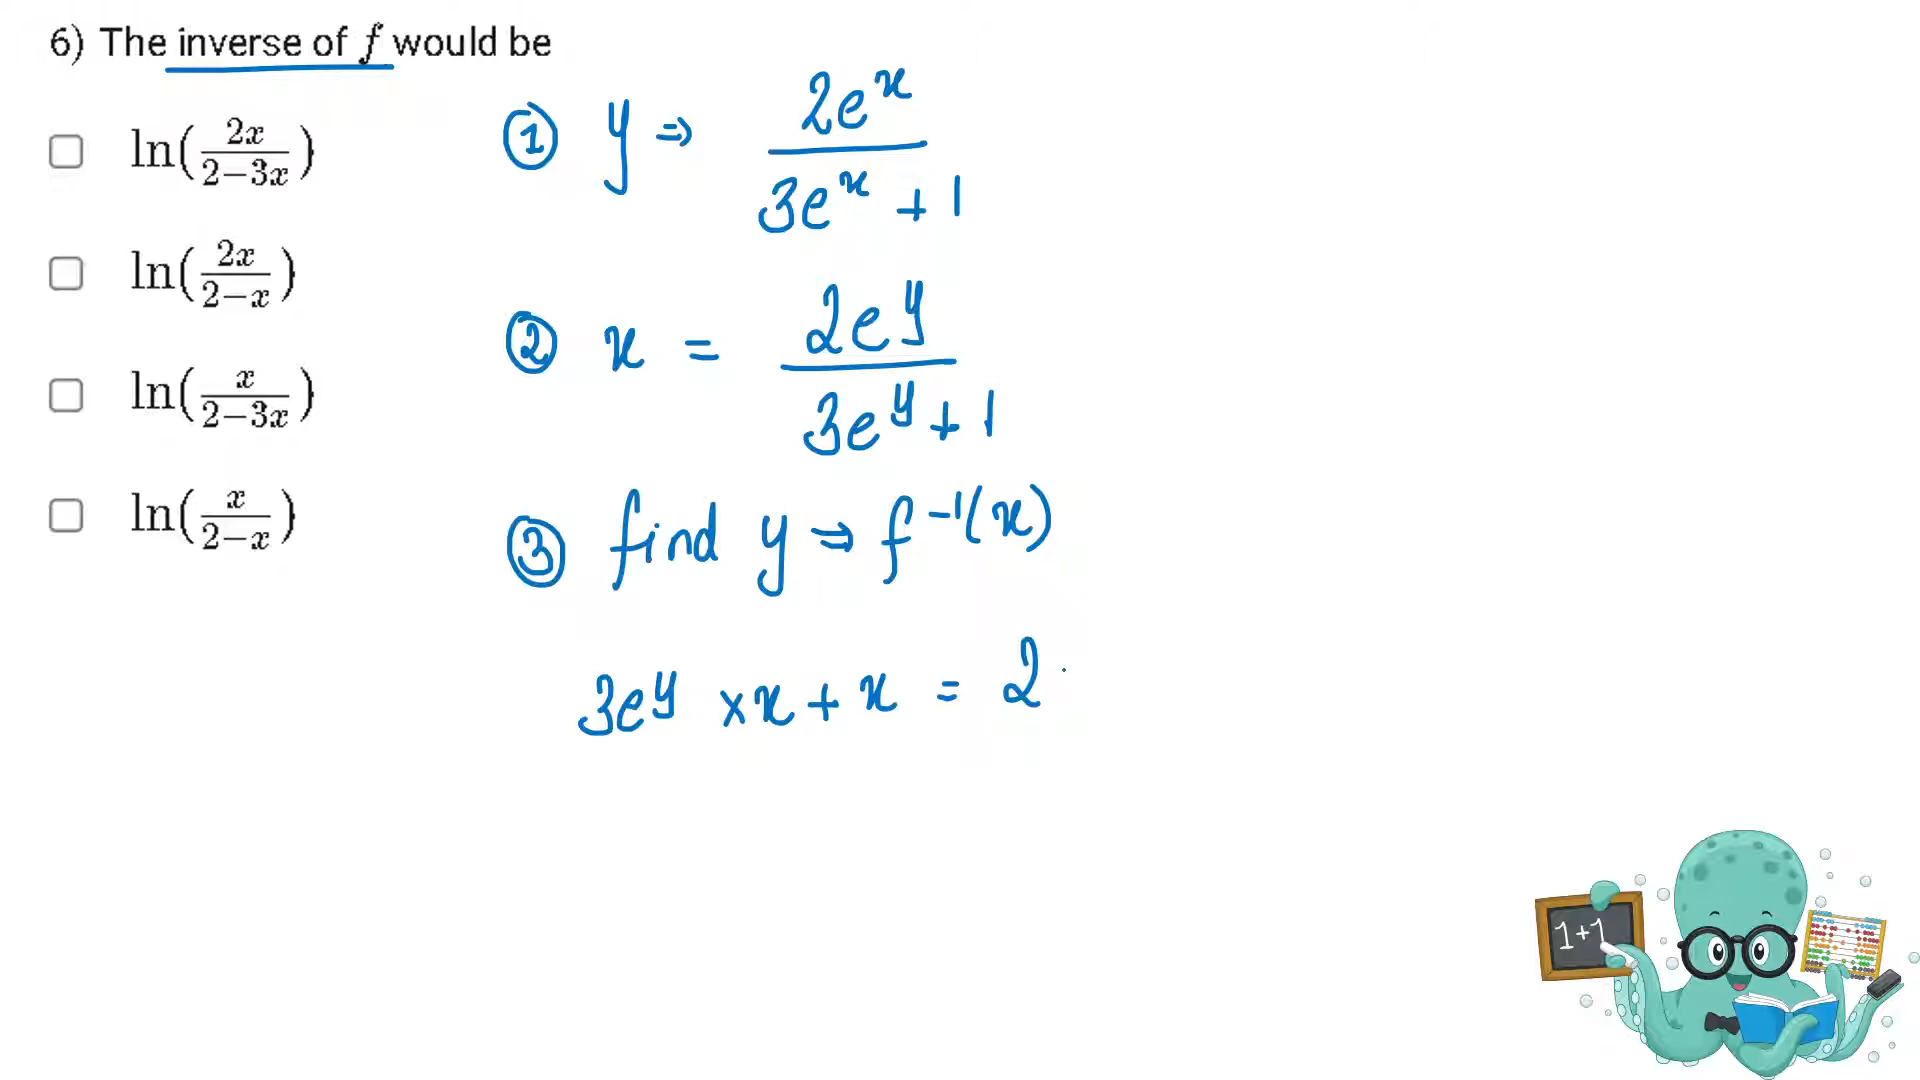 6) The inverse of f would be
ln(2x/(2−3x))
ln(2x/(2−x))
ln(x/(2−3x))
ln(x/(2−x))
① y ⇒ 2e^x/(3e^x + 1)
② x = 2e^y/(3e^y + 1)
③ find y ⇒ f^−1(x)
3e^y × x + x = 2
1+1